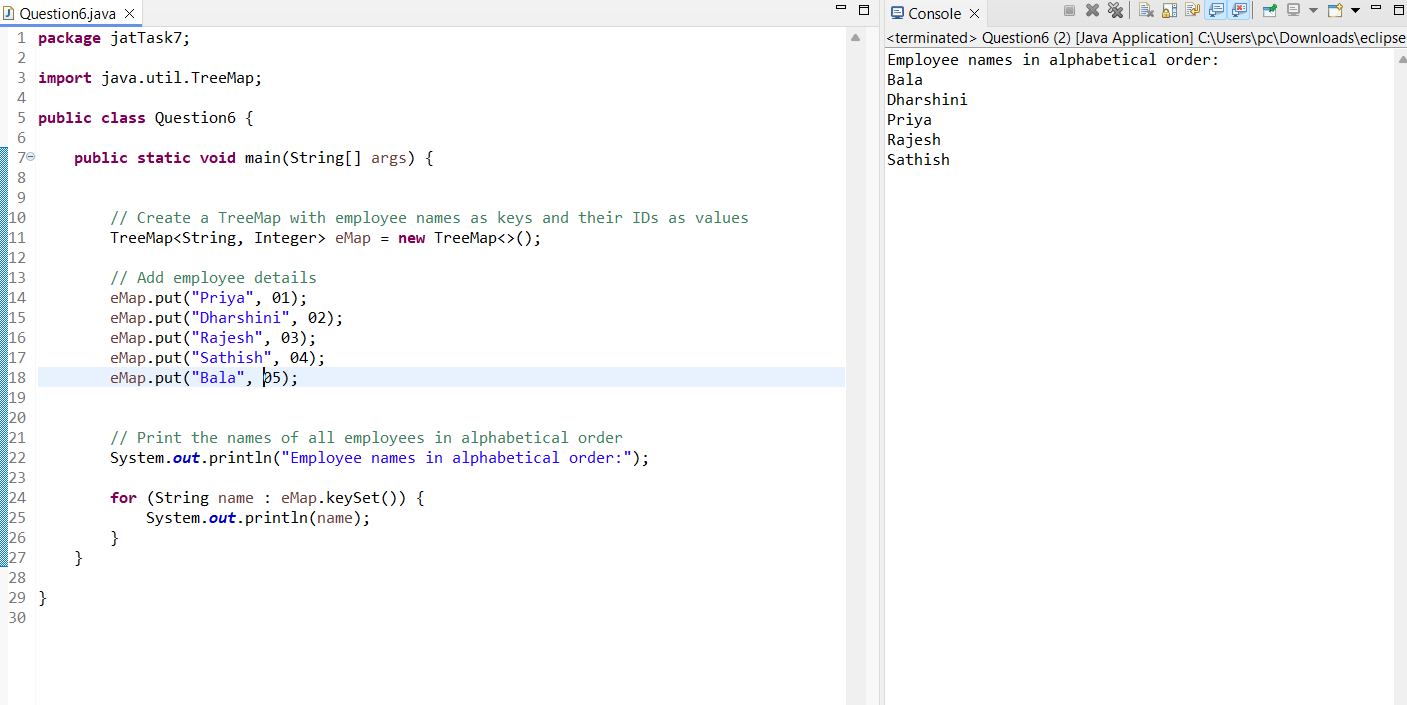 Question6.java
1 package jatTask7;
2
3 import java.util.TreeMap;
4
5 public class Question6 {
6
7 public static void main(String[] args) {
8
9
10 // Create a TreeMap with employee names as keys and their IDs as values
11 TreeMap<String, Integer> eMap = new TreeMap<>();
12
13 // Add employee details
14 eMap.put("Priya", 01);
15 eMap.put("Dharshini", 02);
16 eMap.put("Rajesh", 03);
17 eMap.put("Sathish", 04);
18 eMap.put("Bala", 05);
19
20
21 // Print the names of all employees in alphabetical order
22 System.out.println("Employee names in alphabetical order:");
23
24 for (String name : eMap.keySet()) {
25 System.out.println(name);
26 }
27 }
28
29 }
30
Console
<terminated> Question6 (2) [Java Application] C:\Users\pc\Downloads\eclipse
Employee names in alphabetical order:
Bala
Dharshini
Priya
Rajesh
Sathish